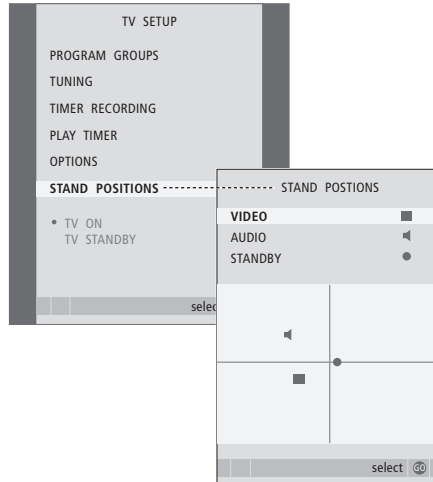 TV SETUP
PROGRAM GROUPS
TUNING
TIMER RECORDING
PLAY TIMER
OPTIONS
STAND POSITIONS
• TV ON
TV STANDBY
selec
STAND POSTIONS
VIDEO
AUDIO
STANDBY
select GO